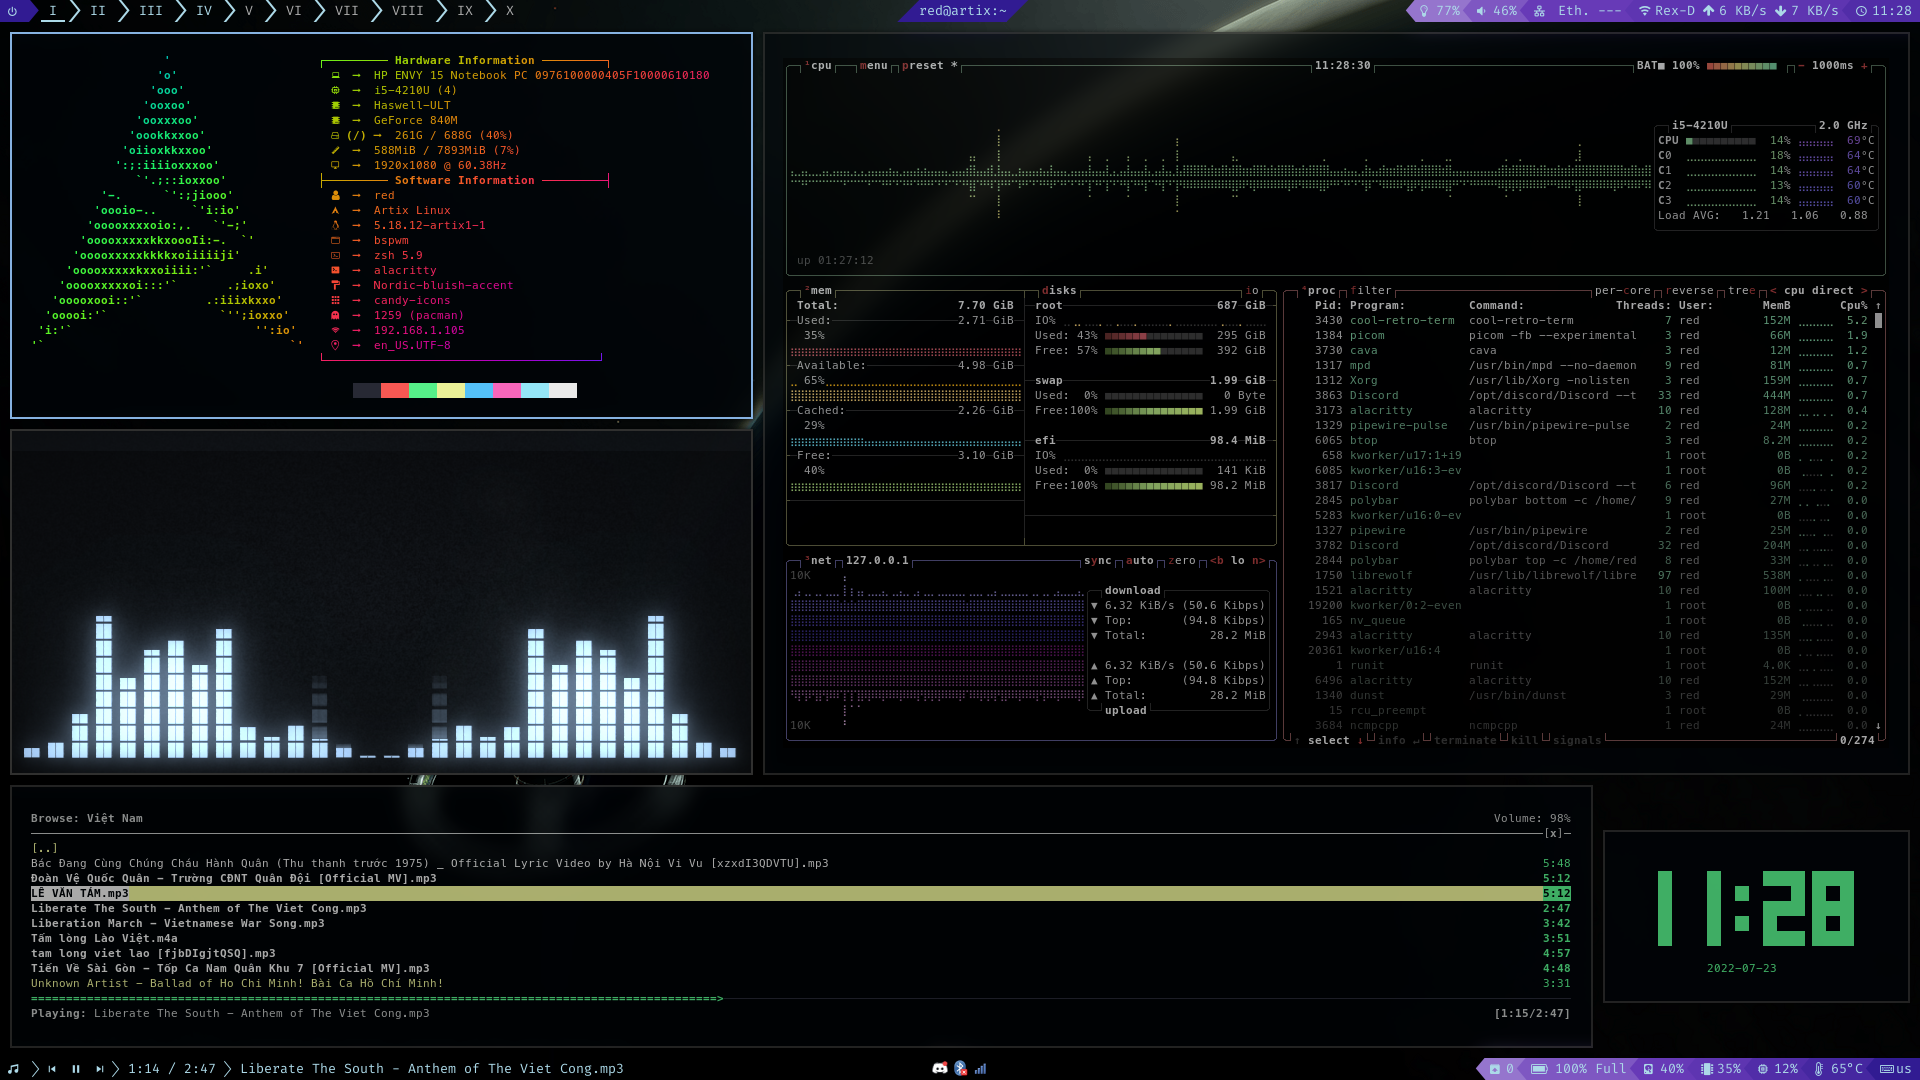 I II III IV V VI VII VIII IX X
red@artix:~
77% 46% Eth. --- Rex-D 6 KB/s 7 KB/s 11:28
Hardware Information
HP ENVY 15 Notebook PC 0976100000405F10000610180
i5-4210U (4)
Haswell-ULT
GeForce 840M
(/) → 261G / 688G (40%)
588MiB / 7893MiB (7%)
1920x1080 @ 60.38Hz
Software Information
red
Artix Linux
5.18.12-artix1-1
bspwm
zsh 5.9
alacritty
Nordic-bluish-accent
candy-icons
1259 (pacman)
192.168.1.105
en_US.UTF-8
¹cpu menu preset * 11:28:30 BAT■ 100% - 1000ms +
i5-4210U 2.0 GHz
CPU 14% 69°C
C0 18% 64°C
C1 14% 64°C
C2 13% 60°C
C3 14% 60°C
Load AVG: 1.21 1.06 0.88
up 01:27:12
²mem disks io
Total: 7.70 GiB
Used: 2.71 GiB
35%
Available: 4.98 GiB
65%
Cached: 2.26 GiB
29%
Free: 3.10 GiB
40%
root 687 GiB
IO%
Used: 43% 295 GiB
Free: 57% 392 GiB
swap 1.99 GiB
Used: 0% 0 Byte
Free:100% 1.99 GiB
efi 98.4 MiB
IO%
Used: 0% 141 KiB
Free:100% 98.2 MiB
³net 127.0.0.1 sync auto zero <b lo n>
10K
download
▼ 6.32 KiB/s (50.6 Kibps)
▼ Top: (94.8 Kibps)
▼ Total: 28.2 MiB
▲ 6.32 KiB/s (50.6 Kibps)
▲ Top: (94.8 Kibps)
▲ Total: 28.2 MiB
upload
10K
⁴proc filter per-core reverse tree < cpu direct >
Pid: Program: Command: Threads: User: MemB Cpu% ↑
3430 cool-retro-term cool-retro-term 7 red 152M 5.2
1384 picom picom -fb --experimental 3 red 66M 1.9
3730 cava cava 3 red 12M 1.2
1317 mpd /usr/bin/mpd --no-daemon 9 red 81M 0.7
1312 Xorg /usr/lib/Xorg -nolisten 3 red 159M 0.7
3863 Discord /opt/discord/Discord --t 33 red 444M 0.7
3173 alacritty alacritty 10 red 128M 0.4
1329 pipewire-pulse /usr/bin/pipewire-pulse 2 red 24M 0.2
6065 btop btop 3 red 8.2M 0.2
658 kworker/u17:1+i9 1 root 0B 0.2
6085 kworker/u16:3-ev 1 root 0B 0.2
3817 Discord /opt/discord/Discord --t 6 red 96M 0.2
2845 polybar polybar bottom -c /home/ 9 red 27M 0.0
5283 kworker/u16:0-ev 1 root 0B 0.0
1327 pipewire /usr/bin/pipewire 2 red 25M 0.0
3782 Discord /opt/discord/Discord 32 red 204M 0.0
2844 polybar polybar top -c /home/red 8 red 33M 0.0
1750 librewolf /usr/lib/librewolf/libre 97 red 538M 0.0
1521 alacritty alacritty 10 red 100M 0.0
19200 kworker/0:2-even 1 root 0B 0.0
165 nv_queue 1 root 0B 0.0
2943 alacritty alacritty 10 red 135M 0.0
20361 kworker/u16:4 1 root 0B 0.0
1 runit runit 1 root 4.0K 0.0
6496 alacritty alacritty 10 red 152M 0.0
1340 dunst /usr/bin/dunst 3 red 29M 0.0
15 rcu_preempt 1 root 0B 0.0
3684 ncmpcpp ncmpcpp 1 red 24M 0.0 ↓
↑ select ↓ info ↵ terminate kill signals 0/274
Browse: Việt Nam Volume: 98%
[x]
[..]
Bác Đang Cùng Chúng Cháu Hành Quân (Thu thanh trước 1975) _ Official Lyric Video by Hà Nội Vi Vu [xzxdI3QDVTU].mp3 5:48
Đoàn Vệ Quốc Quân - Trường CĐNT Quân Đội [Official MV].mp3 5:12
LÊ VĂN TÁM.mp3 5:12
Liberate The South - Anthem of The Viet Cong.mp3 2:47
Liberation March - Vietnamese War Song.mp3 3:42
Tấm lòng Lào Việt.m4a 3:51
tam long viet lao [fjbDIgjtQSQ].mp3 4:57
Tiến Về Sài Gòn - Tốp Ca Nam Quân Khu 7 [Official MV].mp3 4:48
Unknown Artist - Ballad of Ho Chi Minh! Bài Ca Hồ Chí Minh! 3:31
Playing: Liberate The South - Anthem of The Viet Cong.mp3 [1:15/2:47]
11:28
2022-07-23
1:14 / 2:47 Liberate The South - Anthem of The Viet Cong.mp3
0 100% Full 40% 35% 12% 65°C us